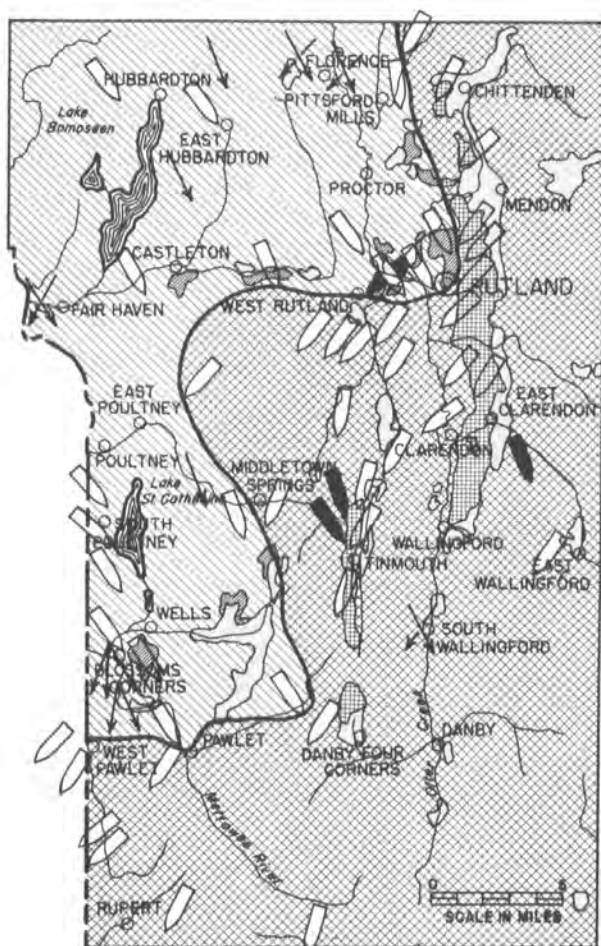 HUBBARDTON
Lake
Bomoseen
EAST
HUBBARDTON
FLORENCE
PITTSFORD
MILLS
CHITTENDEN
PROCTOR
MENDON
CASTLETON
FAIR HAVEN
WEST RUTLAND
RUTLAND
EAST
POULTNEY
EAST
CLARENDON
POULTNEY
CLARENDON
MIDDLETOWN
SPRINGS
Lake
St Catherine
SOUTH
POULTNEY
WALLINGFORD
TINMOUTH
EAST
WALLINGFORD
WELLS
SOUTH
WALLINGFORD
BLOSSOMS
CORNERS
WEST
PAWLET
PAWLET
DANBY FOUR
CORNERS
DANBY
Otter Creek
Mettawee River
RUPERT
0 5
SCALE IN MILES